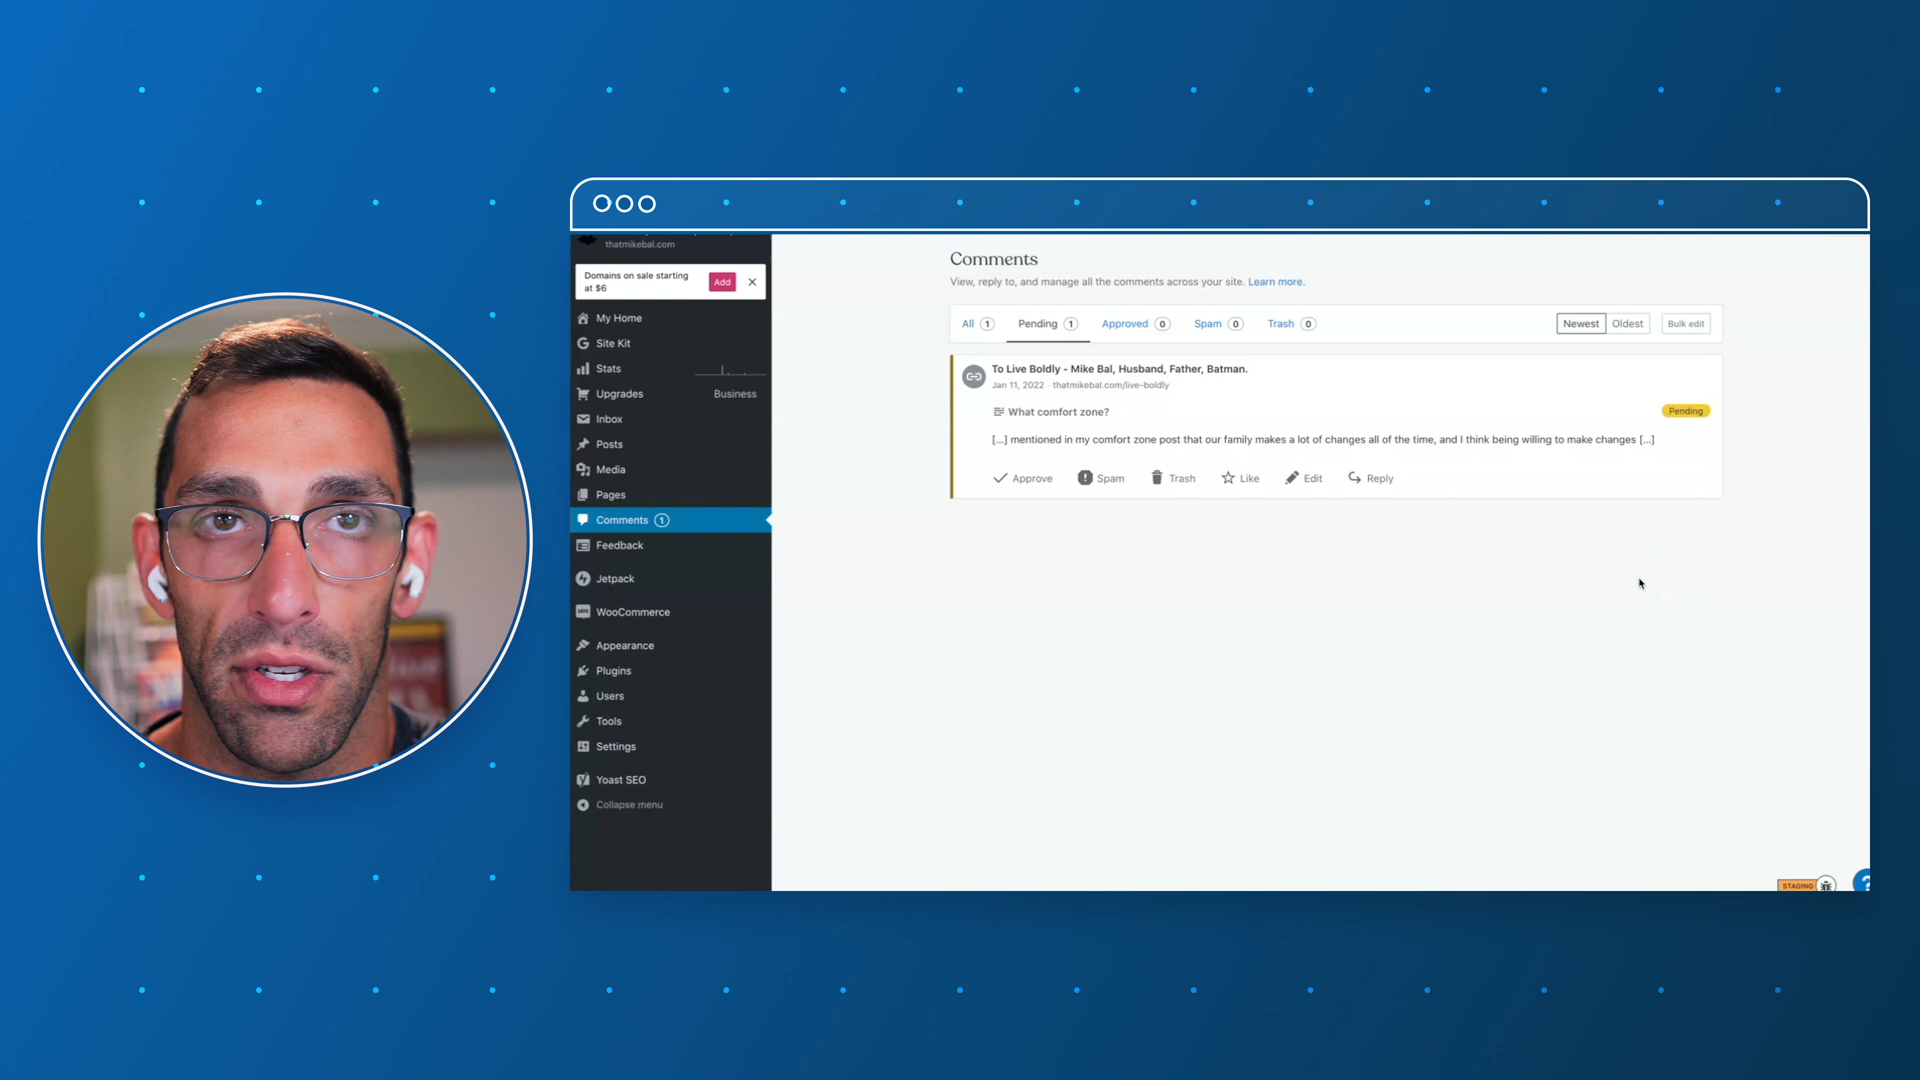 thatmikebal.com
Domains on sale starting
at $6
Add
My Home
Site Kit
Stats
Upgrades
Business
Inbox
Posts
Media
Pages
Comments 1
Feedback
Jetpack
WooCommerce
Appearance
Plugins
Users
Tools
Settings
Yoast SEO
Collapse menu
Comments
View, reply to, and manage all the comments across your site. Learn more.
All 1 Pending 1 Approved 0 Spam 0 Trash 0 Newest Oldest Bulk edit
To Live Boldly - Mike Bal, Husband, Father, Batman.
Jan 11, 2022 · thatmikebal.com/live-boldly
What comfort zone?
Pending
[...] mentioned in my comfort zone post that our family makes a lot of changes all of the time, and I think being willing to make changes [...]
Approve Spam Trash Like Edit Reply
STAGING
?